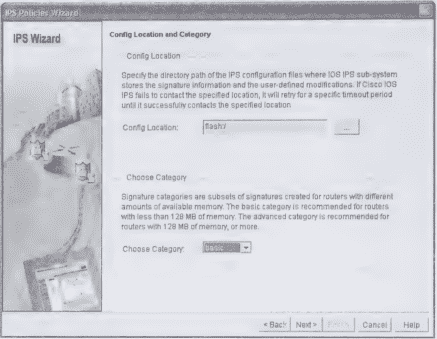 IPS Policies Wizard
IPS Wizard
Config Location and Category
Config Location
Specify the directory path of the IPS configuration files where IOS IPS sub-system
stores the signature information and the user-defined modifications. If Cisco IOS
IPS fails to contact the specified location, it will retry for a specific timeout period
until it successfully contacts the specified location.
Config Location:
flash:/
...
Choose Category
Signature categories are subsets of signatures created for routers with different
amounts of available memory. The basic category is recommended for routers
with less than 128 MB of memory. The advanced category is recommended for
routers with 128 MB of memory, or more.
Choose Category:
basic
< Back
Next >
Finish
Cancel
Help